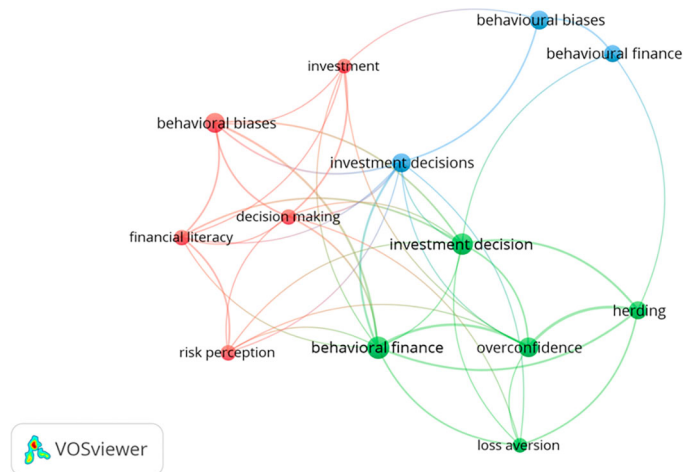 behavioural biases
behavioural finance
investment
behavioral biases
investment decisions
decision making
financial literacy
investment decision
herding
risk perception
behavioral finance
overconfidence
loss aversion
VOSviewer